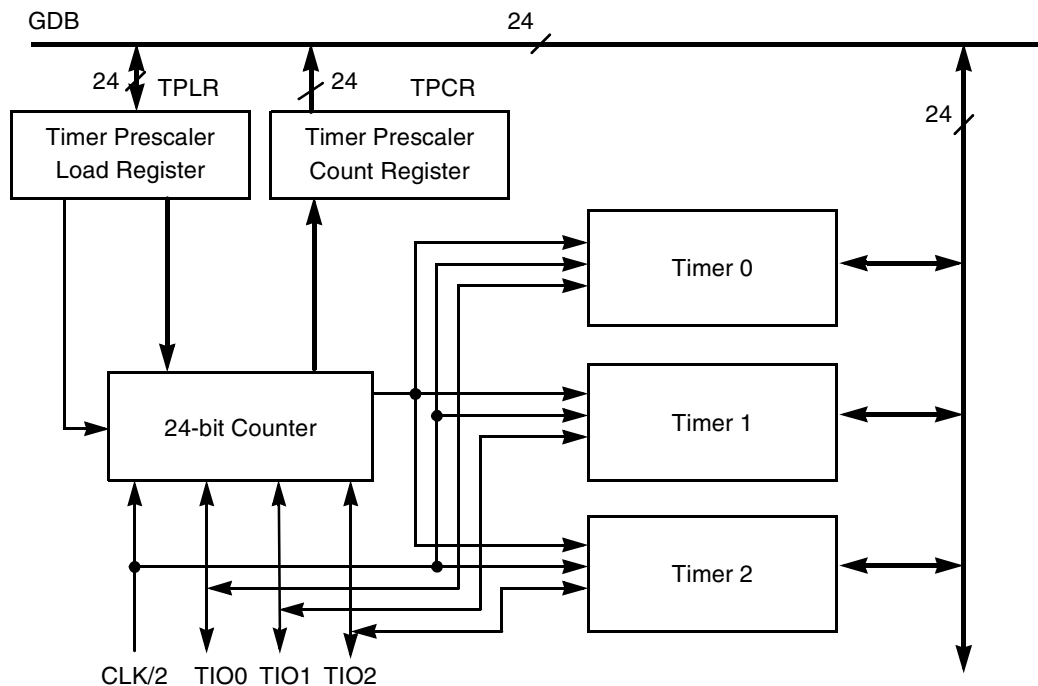 GDB
24
24
TPLR
24
TPCR
24
Timer Prescaler
Load Register
Timer Prescaler
Count Register
Timer 0
24-bit Counter
Timer 1
Timer 2
CLK/2
TIO0
TIO1
TIO2